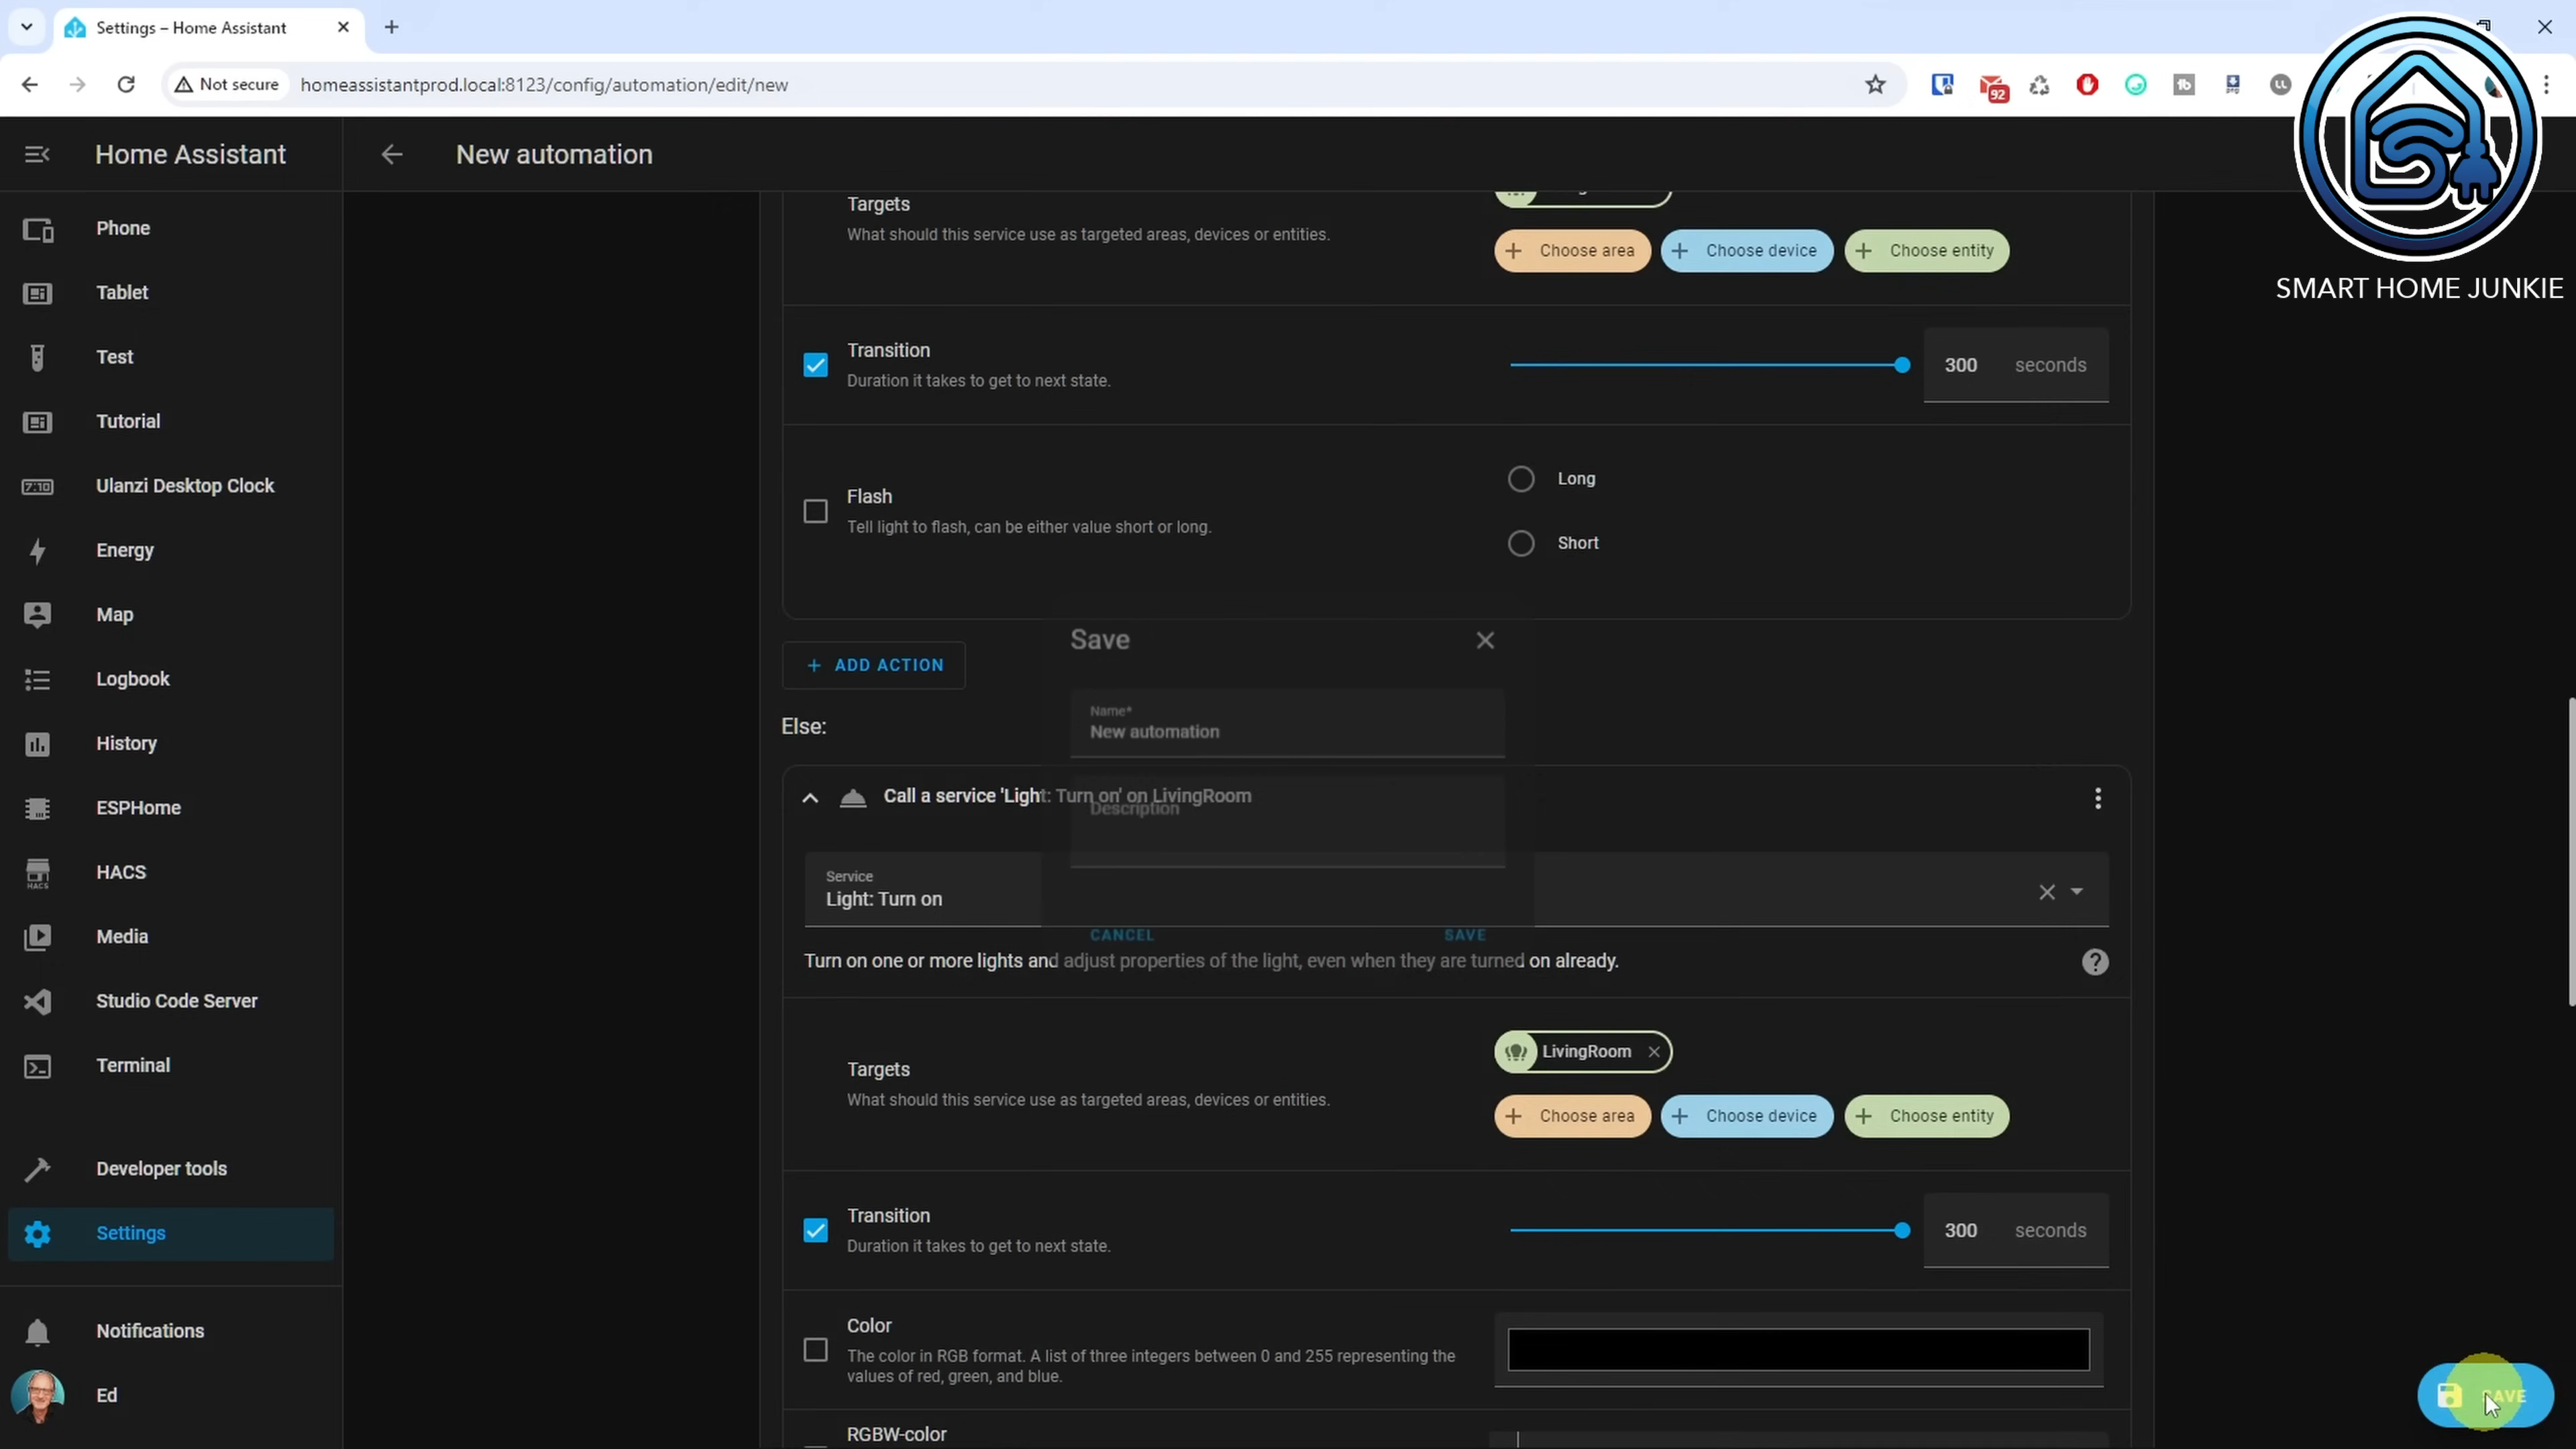 Settings – Home Assistant
Not secure
homeassistantprod.local:8123/config/automation/edit/new
92
Home Assistant
New automation
SMART HOME JUNKIE
Phone
Tablet
Test
Tutorial
7:10
Ulanzi Desktop Clock
Energy
Map
Logbook
History
ESPHome
HACS
HACS
Media
Studio Code Server
Terminal
Developer tools
Settings
Notifications
Ed
Targets
What should this service use as targeted areas, devices or entities.
Choose area
Choose device
Choose entity
Transition
Duration it takes to get to next state.
300 seconds
Flash
Tell light to flash, can be either value short or long.
Long
Short
ADD ACTION
Save
Name*
New automation
Description
CANCEL
SAVE
Else:
Call a service 'Light: Turn on' on LivingRoom
Service
Light: Turn on
Turn on one or more lights and adjust properties of the light, even when they are turned on already.
Targets
What should this service use as targeted areas, devices or entities.
LivingRoom
Choose area
Choose device
Choose entity
Transition
Duration it takes to get to next state.
300 seconds
Color
The color in RGB format. A list of three integers between 0 and 255 representing the
values of red, green, and blue.
RGBW-color
SAVE